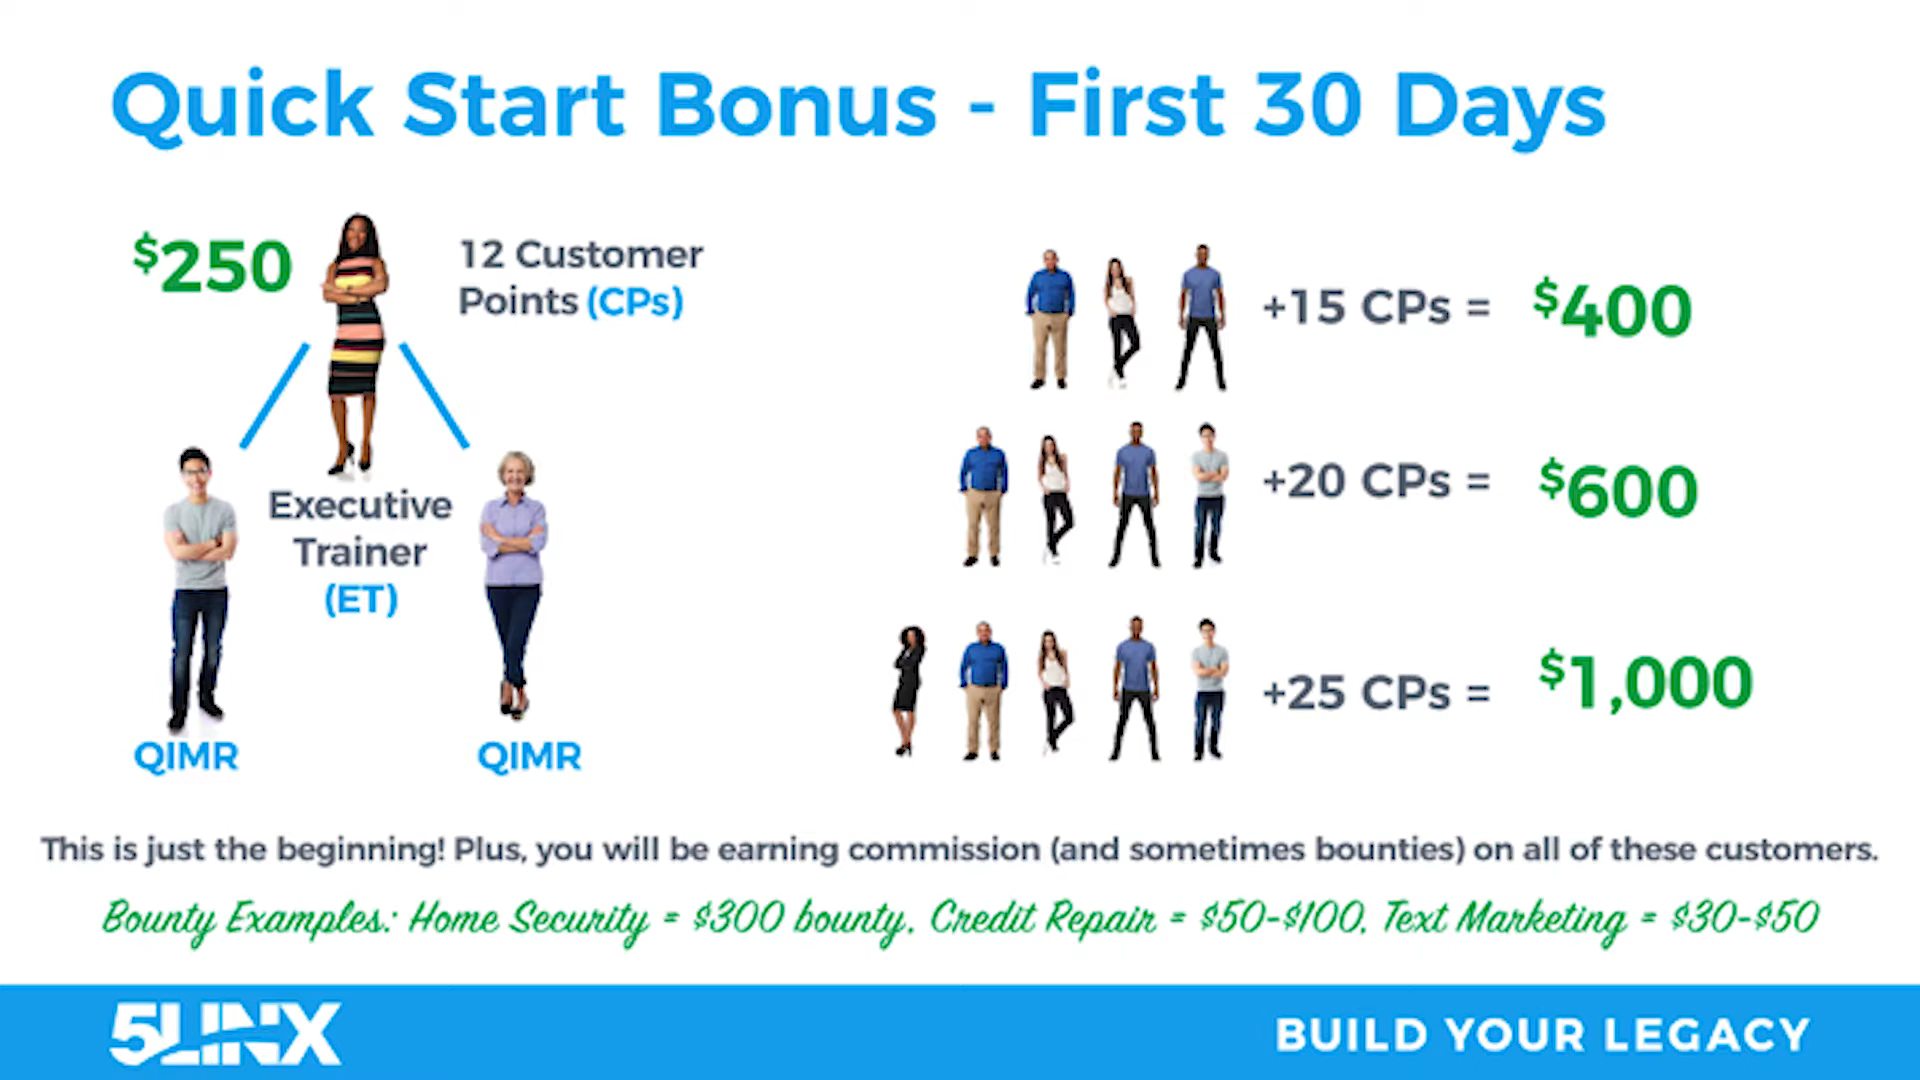 Quick Start Bonus - First 30 Days
$250
12 Customer
Points (CPs)
Executive
Trainer
(ET)
QIMR
QIMR
+15 CPs = $400
+20 CPs = $600
+25 CPs = $1,000
This is just the beginning! Plus, you will be earning commission (and sometimes bounties) on all of these customers.
Bounty Examples: Home Security = $300 bounty, Credit Repair = $50-$100, Text Marketing = $30-$50
5LINX
BUILD YOUR LEGACY